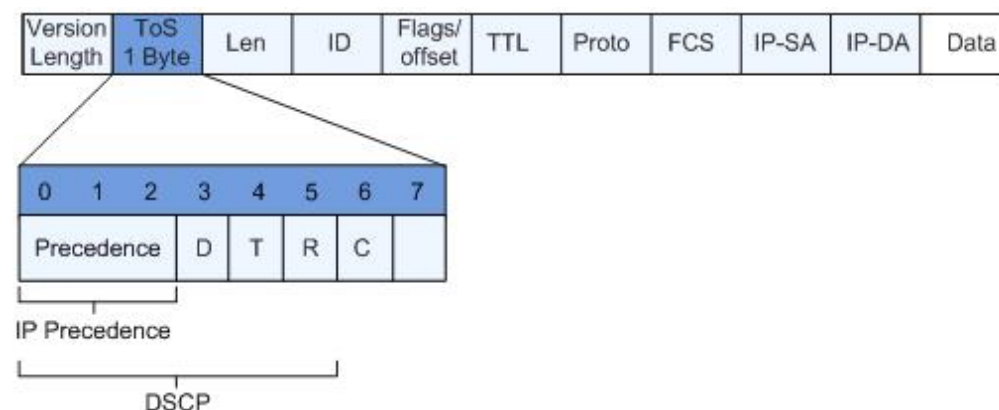 Version Length ToS 1 Byte Len ID Flags/ offset TTL Proto FCS IP-SA IP-DA Data
0 1 2 3 4 5 6 7
Precedence D T R C
IP Precedence
DSCP